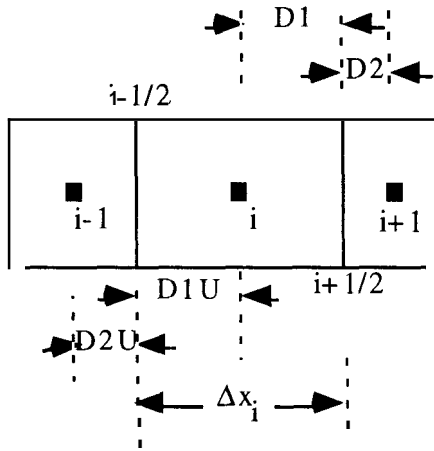 D1
D2
i-1/2
i-1
i
i+1
D1U
i+1/2
D2U
Δx_i